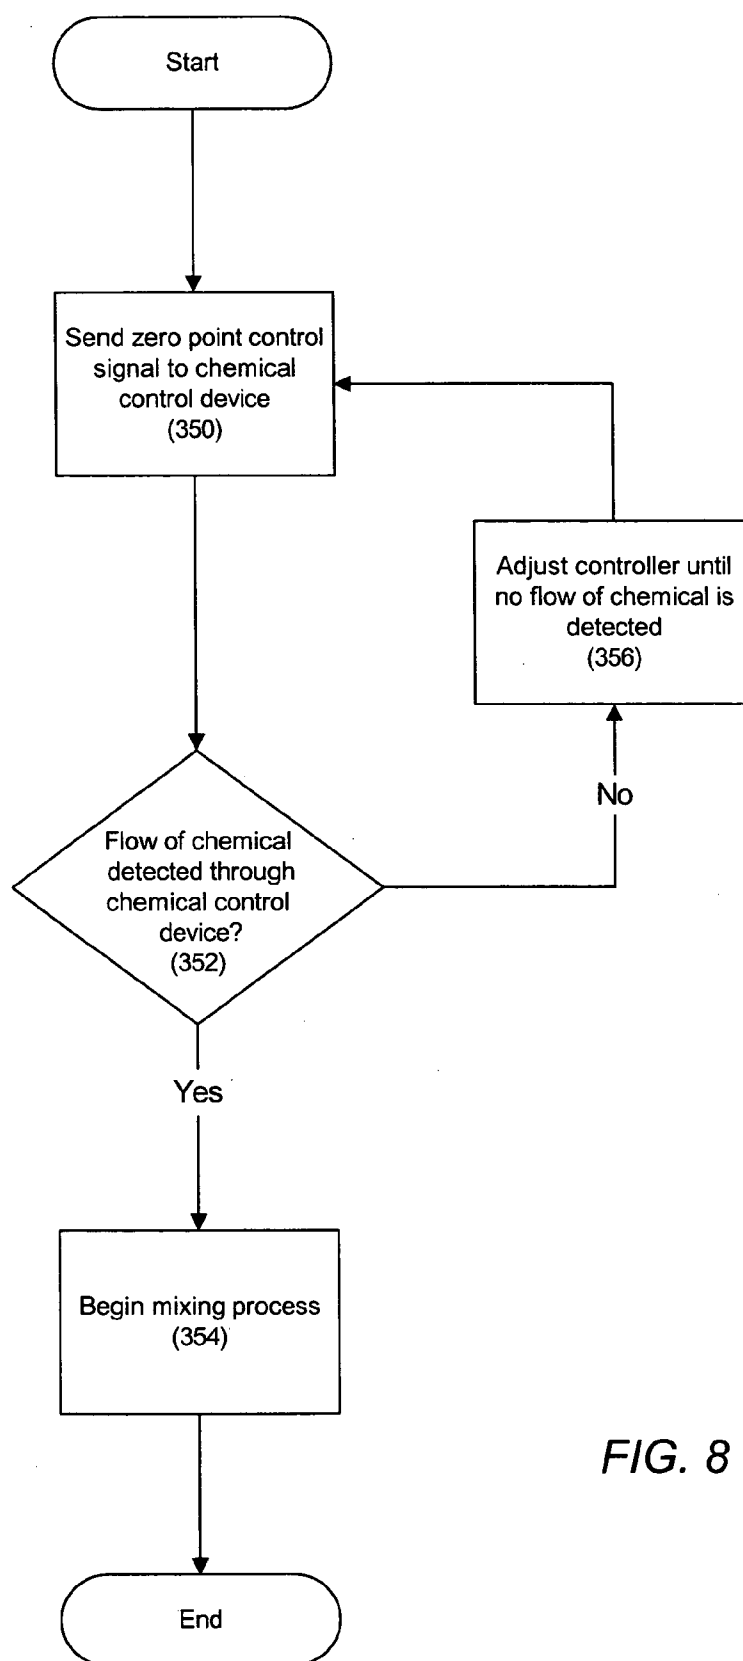 Start
Send zero point control
signal to chemical
control device
(350)
Adjust controller until
no flow of chemical is
detected
(356)
No
Flow of chemical
detected through
chemical control
device?
(352)
Yes
Begin mixing process
(354)
FIG. 8
End